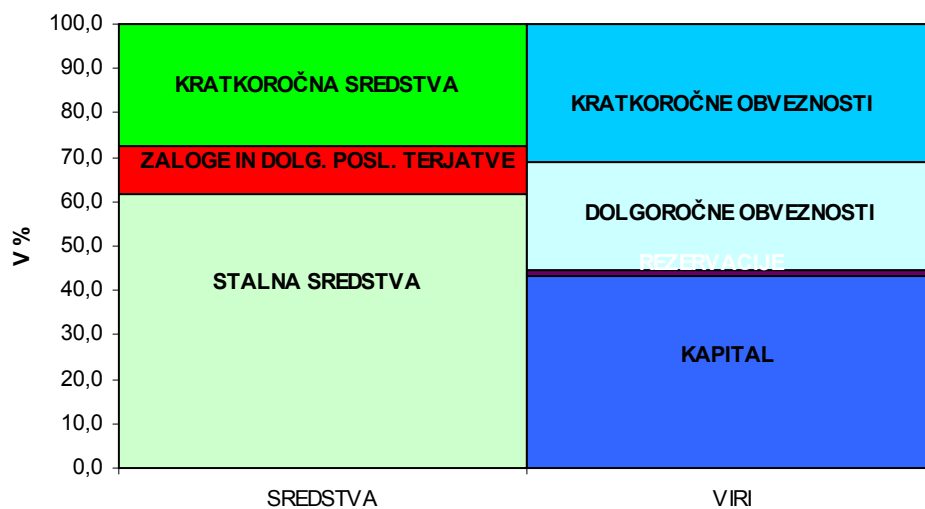 100,0
90,0
80,0
70,0
60,0
50,0
40,0
30,0
20,0
10,0
0,0
V %
KRATKOROČNA SREDSTVA
ZALOGE IN DOLG. POSL. TERJATVE
STALNA SREDSTVA
KRATKOROČNE OBVEZNOSTI
DOLGOROČNE OBVEZNOSTI
REZERVACIJE
KAPITAL
SREDSTVA
VIRI